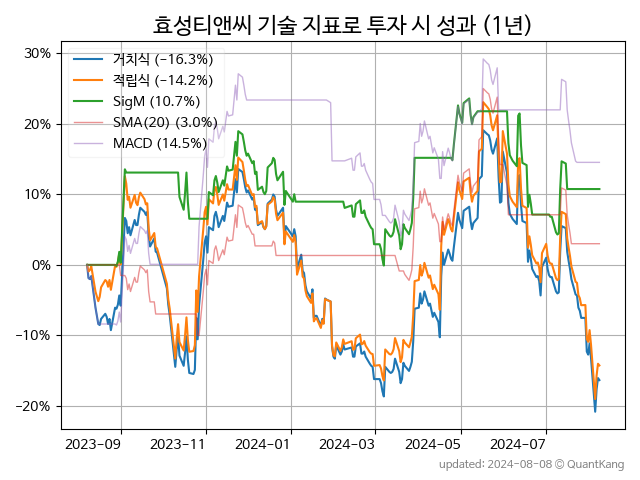 효성티앤씨 기술 지표로 투자 시 성과 (1년)
30%
20%
10%
0%
−10%
−20%
거치식 (−16.3%)
적립식 (−14.2%)
SigM (10.7%)
SMA(20) (3.0%)
MACD (14.5%)
2023-09
2023-11
2024-01
2024-03
2024-05
2024-07
updated: 2024-08-08 © QuantKang